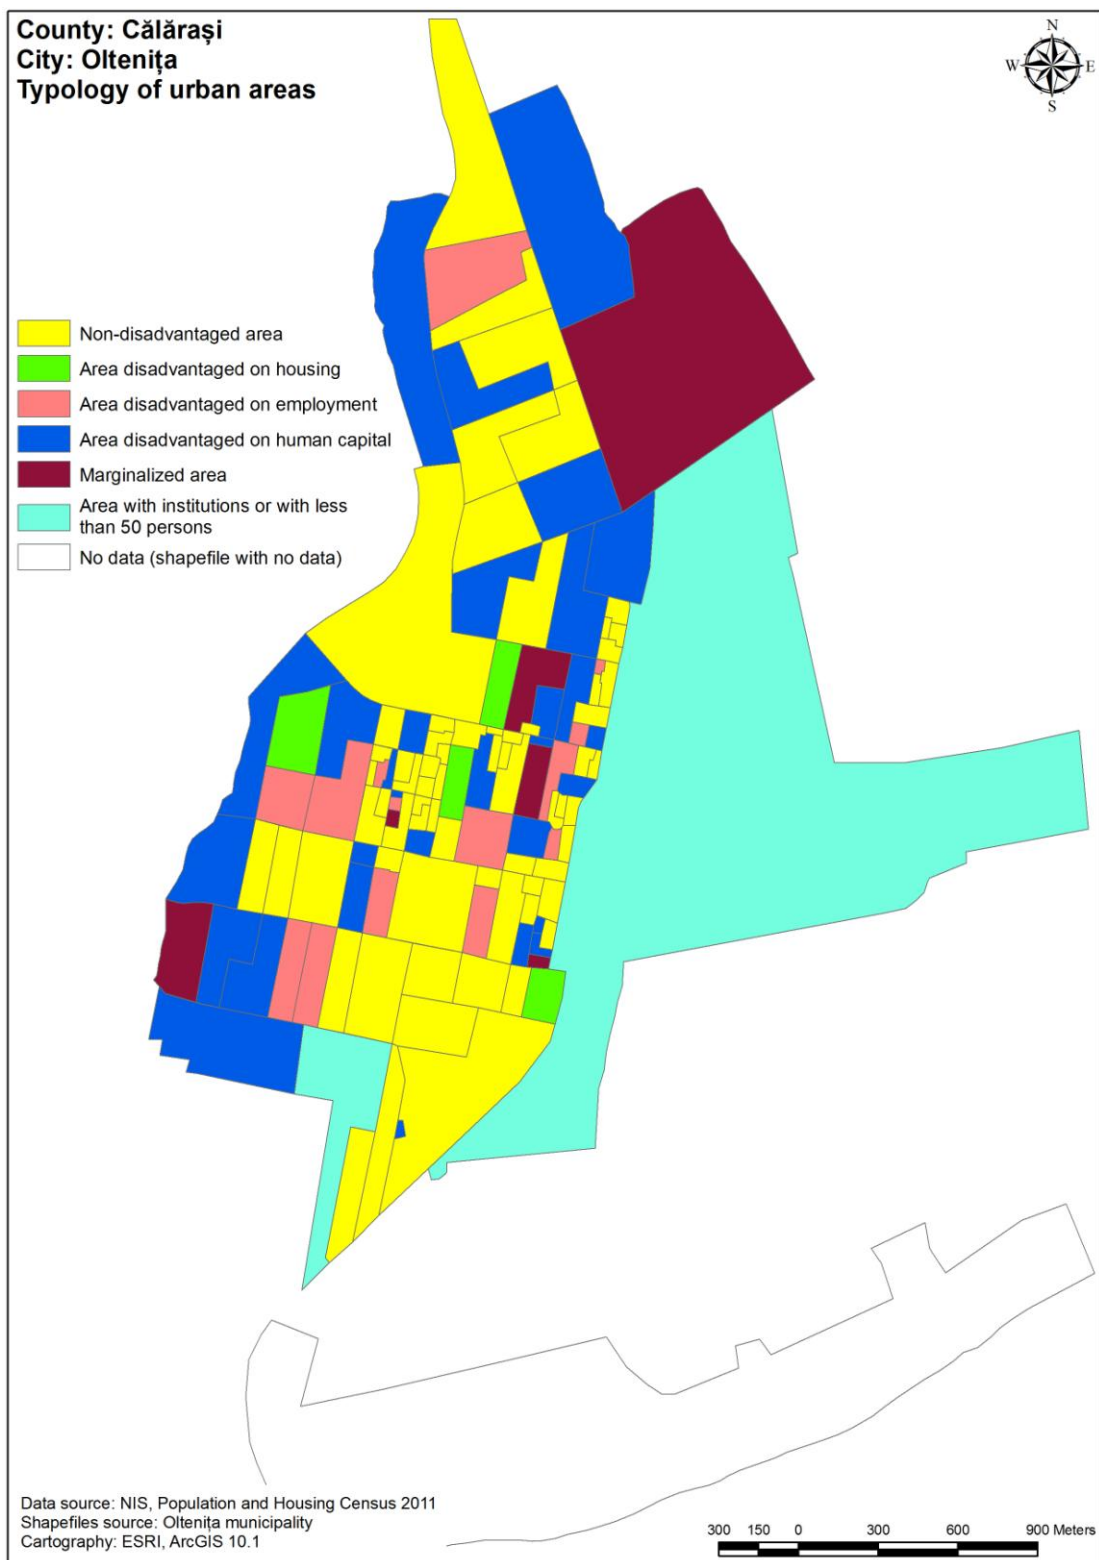 County: Călărași
City: Oltenița
Typology of urban areas
N
W E
S
Non-disadvantaged area
Area disadvantaged on housing
Area disadvantaged on employment
Area disadvantaged on human capital
Marginalized area
Area with institutions or with less
than 50 persons
No data (shapefile with no data)
Data source: NIS, Population and Housing Census 2011
Shapefiles source: Oltenița municipality
Cartography: ESRI, ArcGIS 10.1
300 150 0 300 600 900 Meters